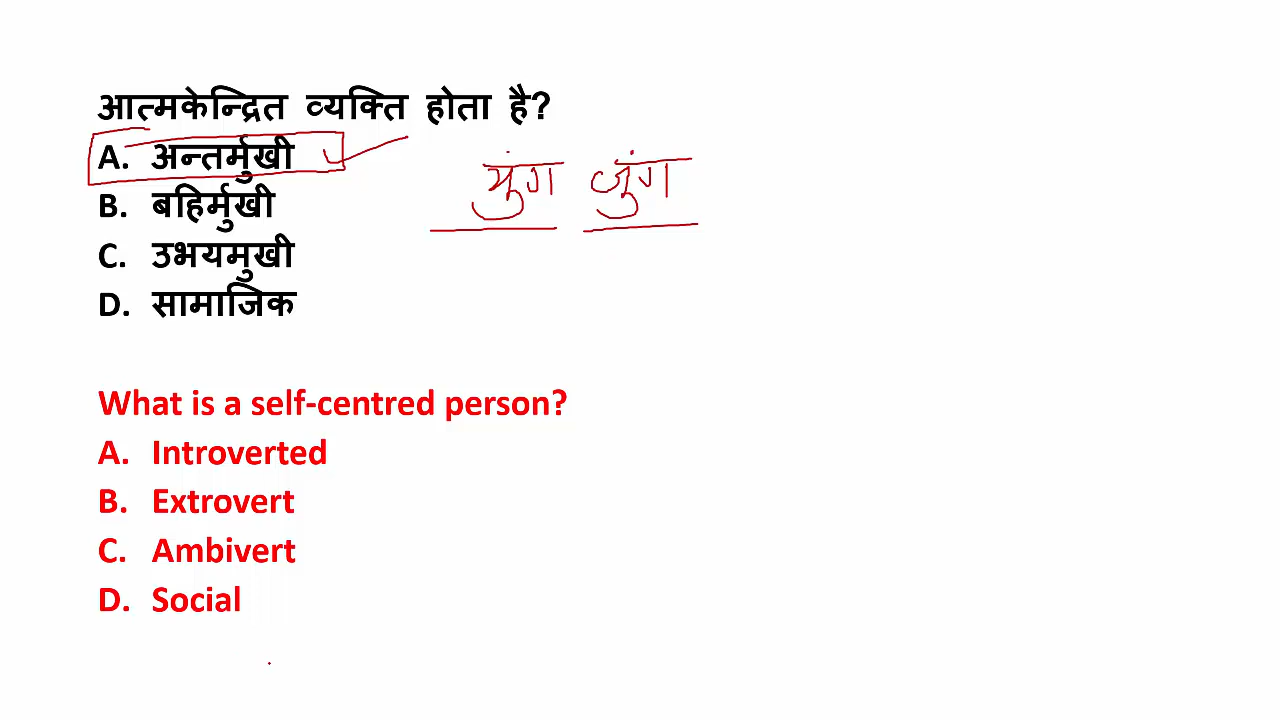 आत्मकेन्द्रित व्यक्ति होता है?
A. अन्तर्मुखी
युंग जुंग
B. बहिर्मुखी
C. उभयमुखी
D. सामाजिक
What is a self-centred person?
A. Introverted
B. Extrovert
C. Ambivert
D. Social